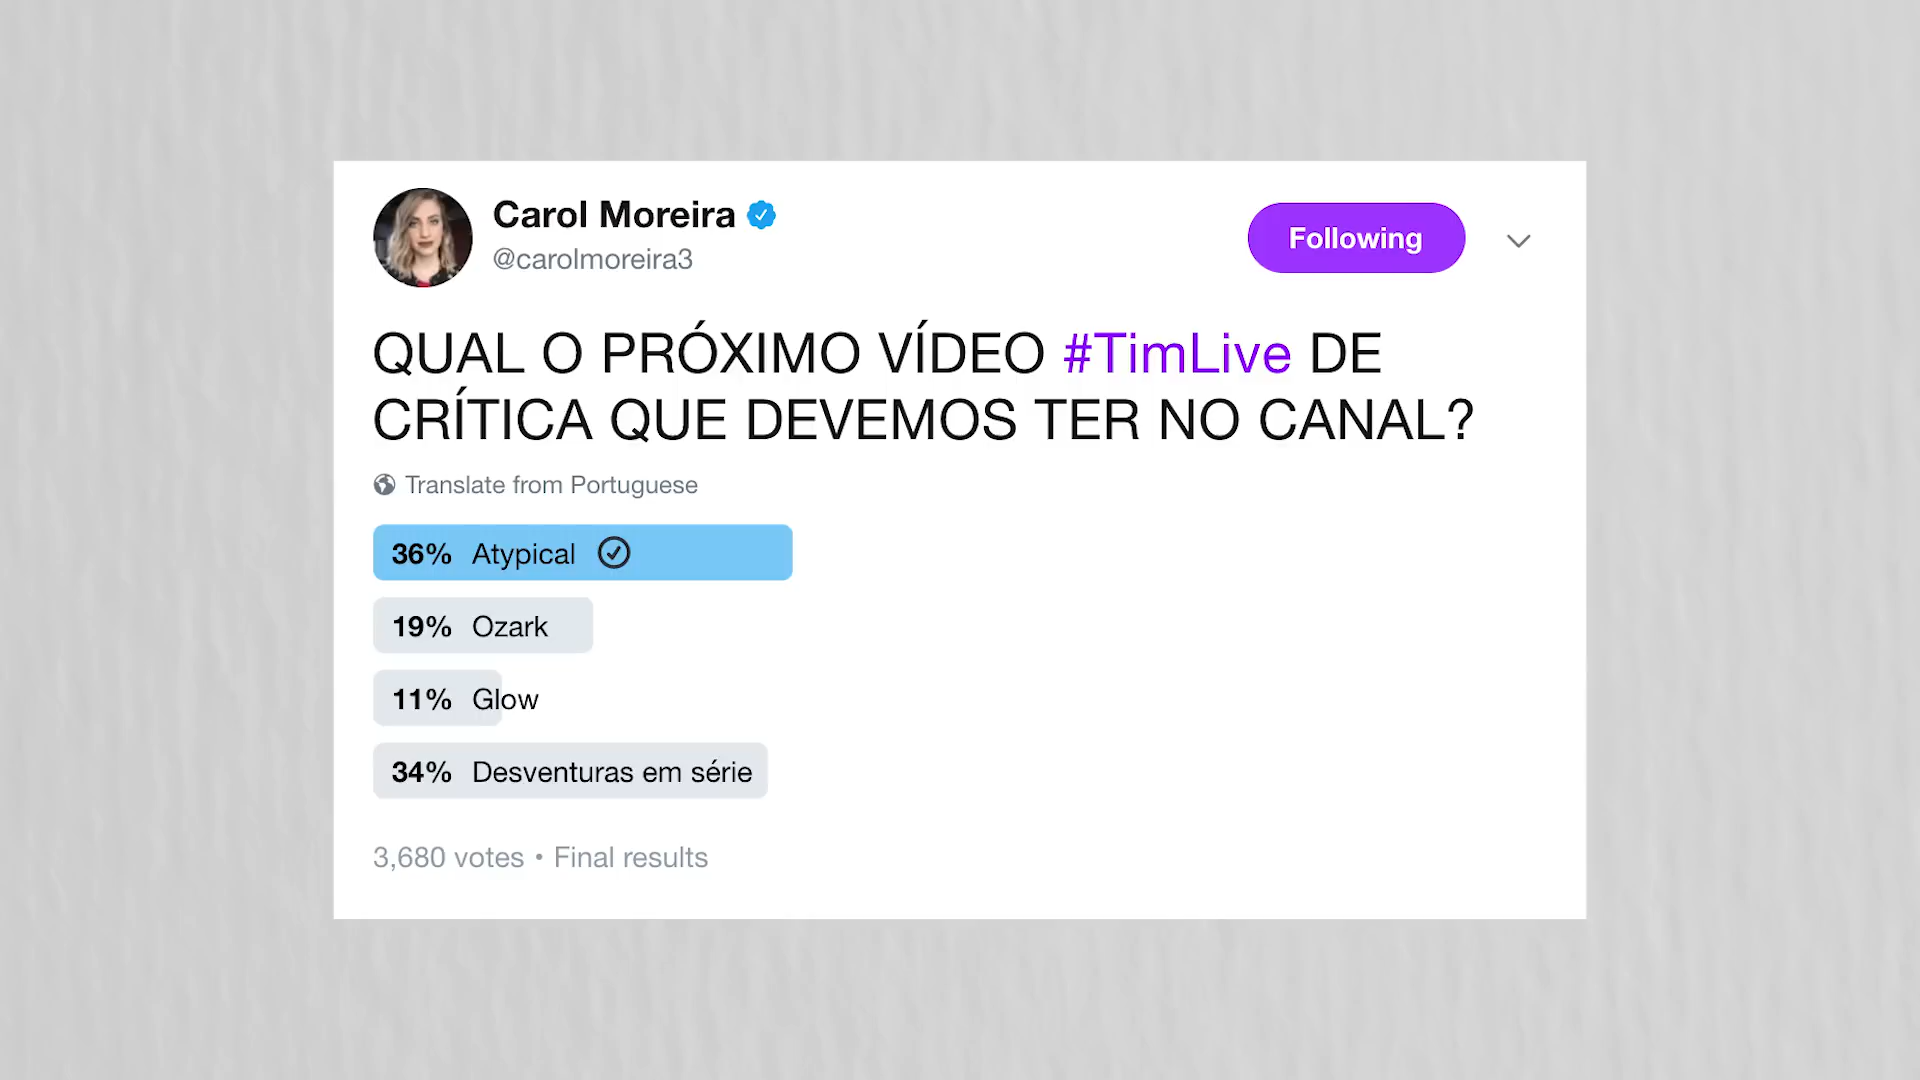 Carol Moreira
@carolmoreira3
Following
QUAL O PRÓXIMO VÍDEO #TimLive DE
CRÍTICA QUE DEVEMOS TER NO CANAL?
Translate from Portuguese
36% Atypical
19% Ozark
11% Glow
34% Desventuras em série
3,680 votes • Final results